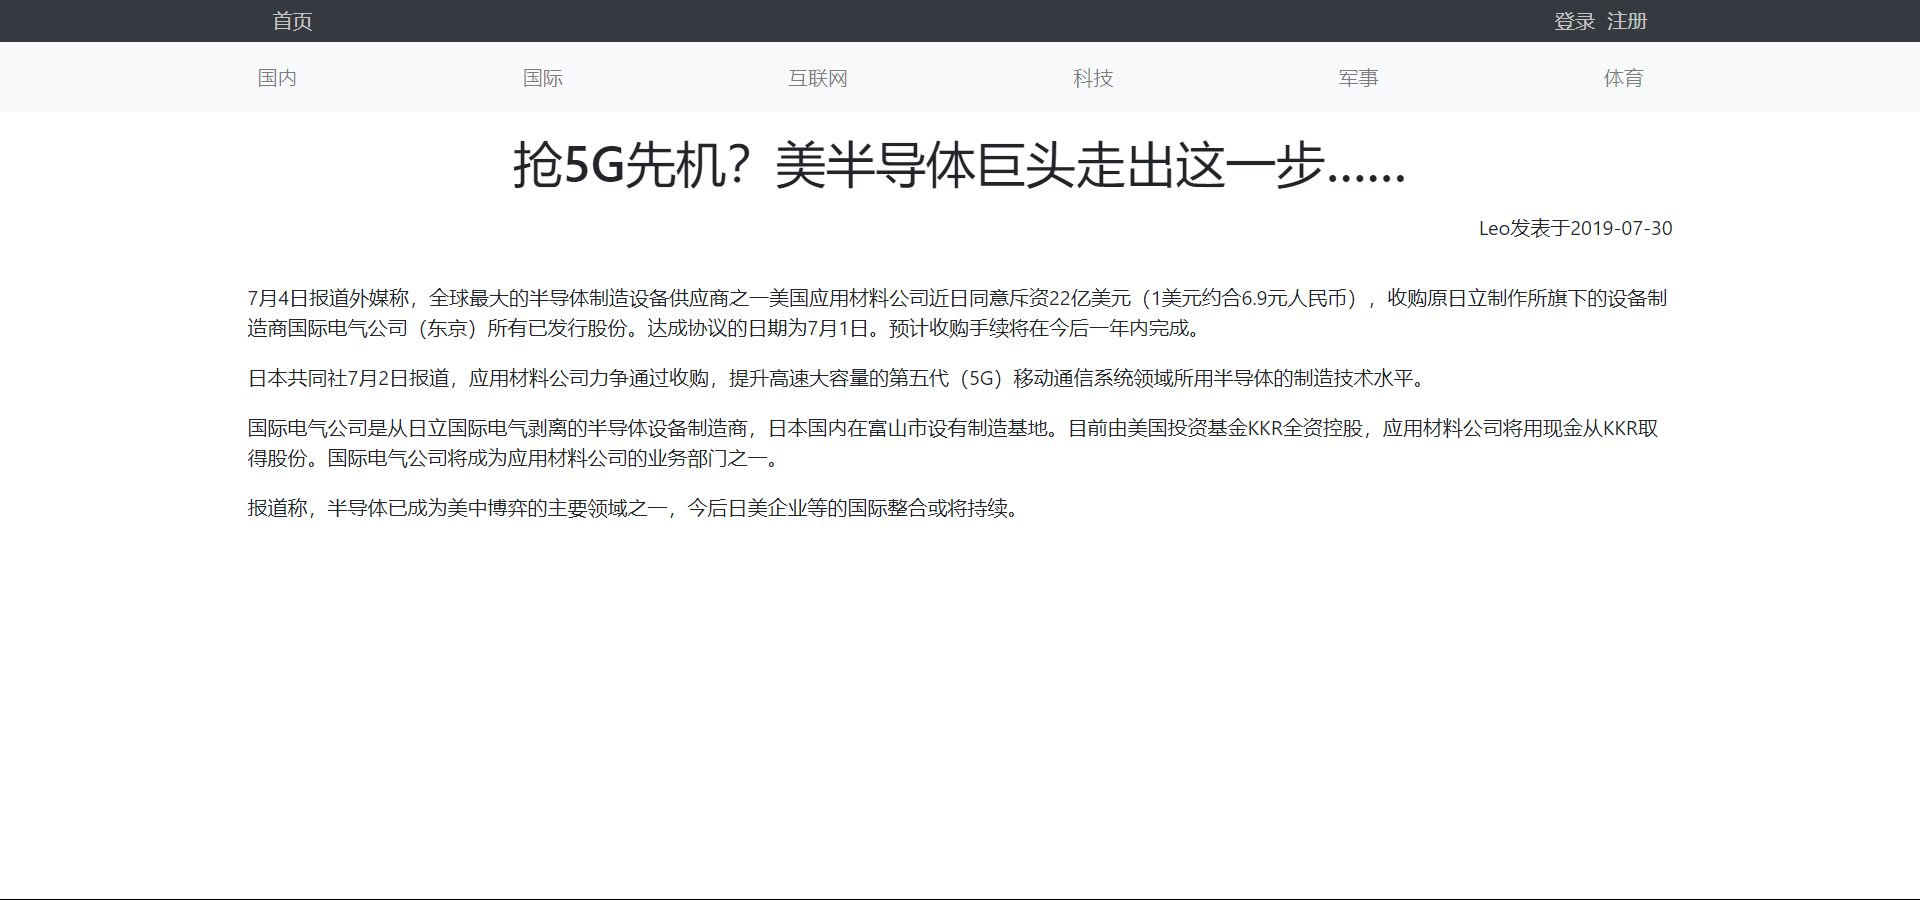 首页
登录 注册
国内 国际 互联网 科技 军事 体育
抢5G先机？美半导体巨头走出这一步......
Leo发表于2019-07-30
7月4日报道外媒称，全球最大的半导体制造设备供应商之一美国应用材料公司近日同意斥资22亿美元（1美元约合6.9元人民币），收购原日立制作所旗下的设备制
造商国际电气公司（东京）所有已发行股份。达成协议的日期为7月1日。预计收购手续将在今后一年内完成。
日本共同社7月2日报道，应用材料公司力争通过收购，提升高速大容量的第五代（5G）移动通信系统领域所用半导体的制造技术水平。
国际电气公司是从日立国际电气剥离的半导体设备制造商，日本国内在富山市设有制造基地。目前由美国投资基金KKR全资控股，应用材料公司将用现金从KKR取
得股份。国际电气公司将成为应用材料公司的业务部门之一。
报道称，半导体已成为美中博弈的主要领域之一，今后日美企业等的国际整合或将持续。